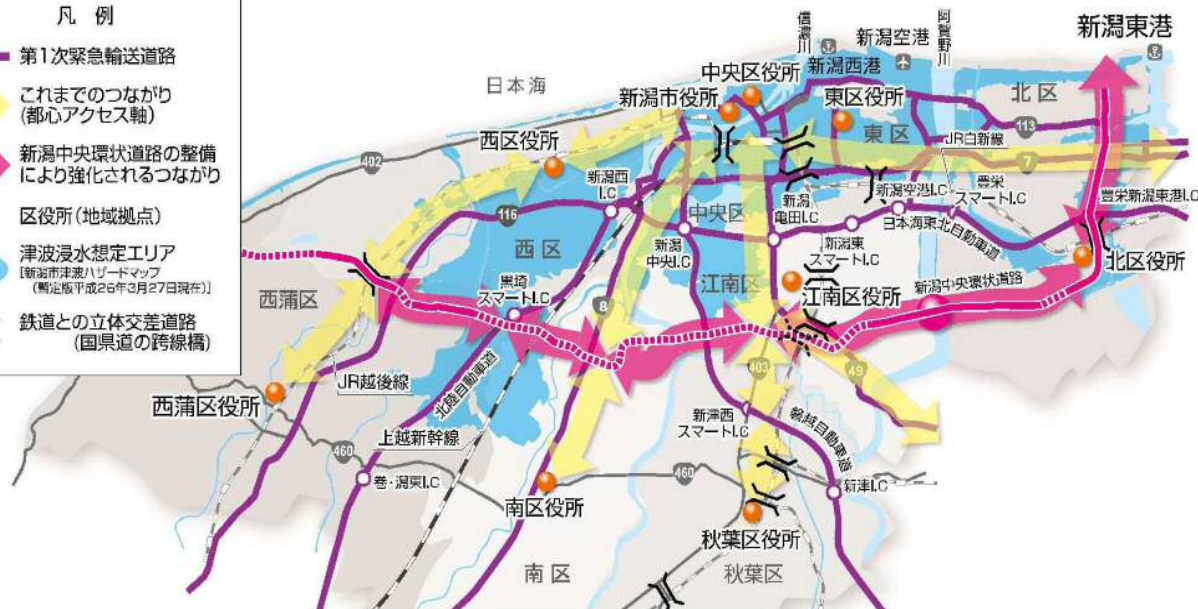 凡例
第1次緊急輸送道路
これまでのつながり
(都心アクセス軸)
新潟中央環状道路の整備
により強化されるつながり
区役所(地域拠点)
津波浸水想定エリア
[新潟市津波ハザードマップ
(暫定版平成26年3月27日現在)]
鉄道との立体交差道路
(国県道の跨線橋)
日本海
信濃川
新潟空港
阿賀野川
新潟東港
中央区役所
新潟西港
新潟市役所
東区役所
北区
東区
113
JR白新線
7
西区役所
402
新潟西
I.C
116
西区
中央区
新潟
中央I.C
新潟
亀田I.C
新潟空港I.C
豊栄
スマートI.C
豊栄新潟東港I.C
日本海東北自動車道
新潟東
スマートI.C
北区役所
江南区
江南区役所
新潟中央環状道路
西蒲区
黒埼
スマートI.C
8
403
49
JR越後線
北陸自動車道
西蒲区役所
上越新幹線
新津西
スマートI.C
磐越自動車道
460
巻・潟東I.C
460
新津I.C
南区役所
秋葉区役所
南区
秋葉区